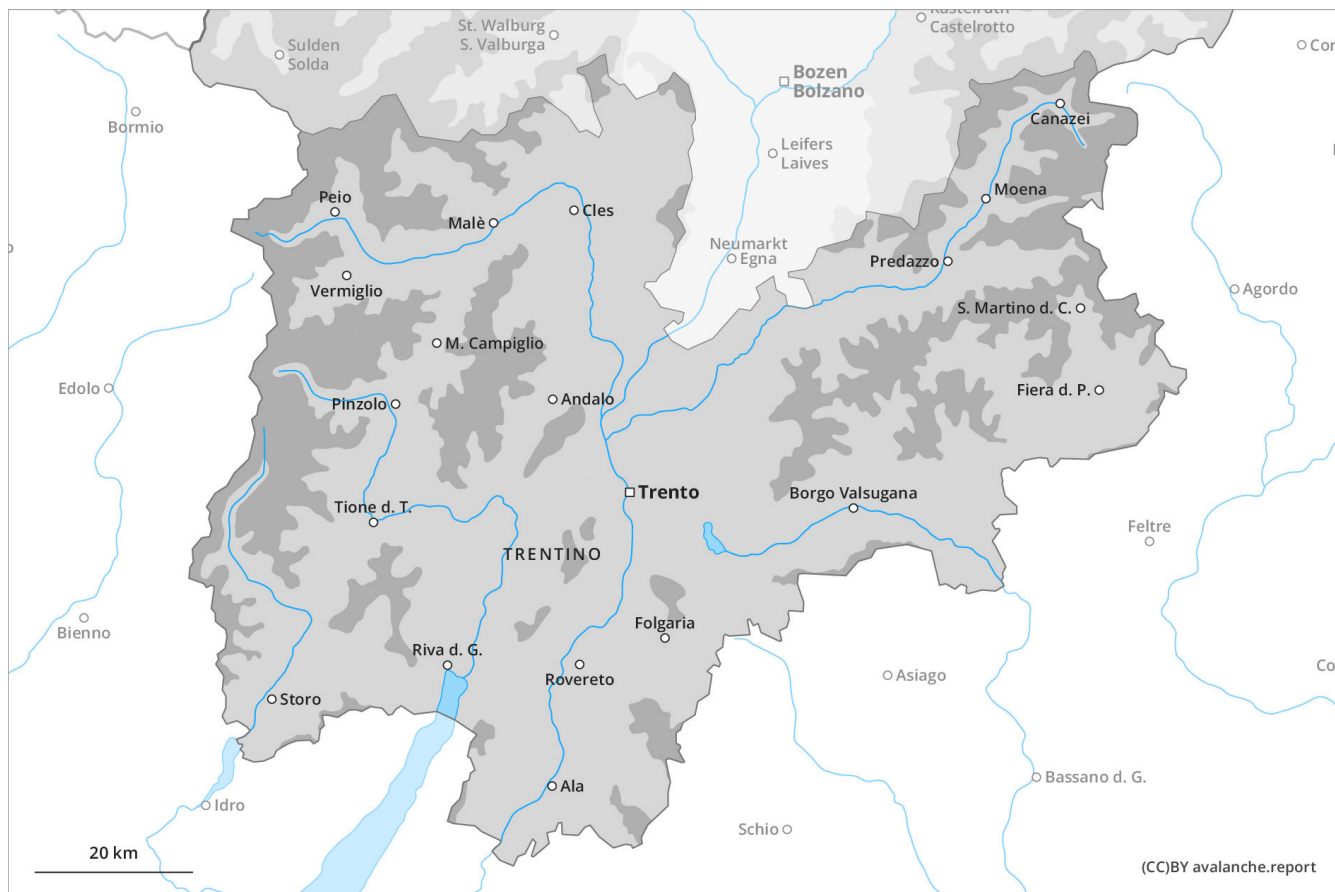 Kastelruth
Castelrotto
St. Walburg
S. Valburga
Sulden
Solda
Bozen
Bolzano
Bormio
Canazei
Leifers
Laives
Moena
Peio
Malè
Cles
Neumarkt
Egna
Predazzo
Vermiglio
Agordo
S. Martino d. C.
M. Campiglio
Edolo
Fiera d. P.
Pinzolo
Andalo
Trento
Borgo Valsugana
Tione d. T.
Feltre
TRENTINO
Bienno
Folgaria
Riva d. G.
Rovereto
Asiago
Storo
Bassano d. G.
Ala
Idro
Schio
20 km
(CC)BY avalanche.report